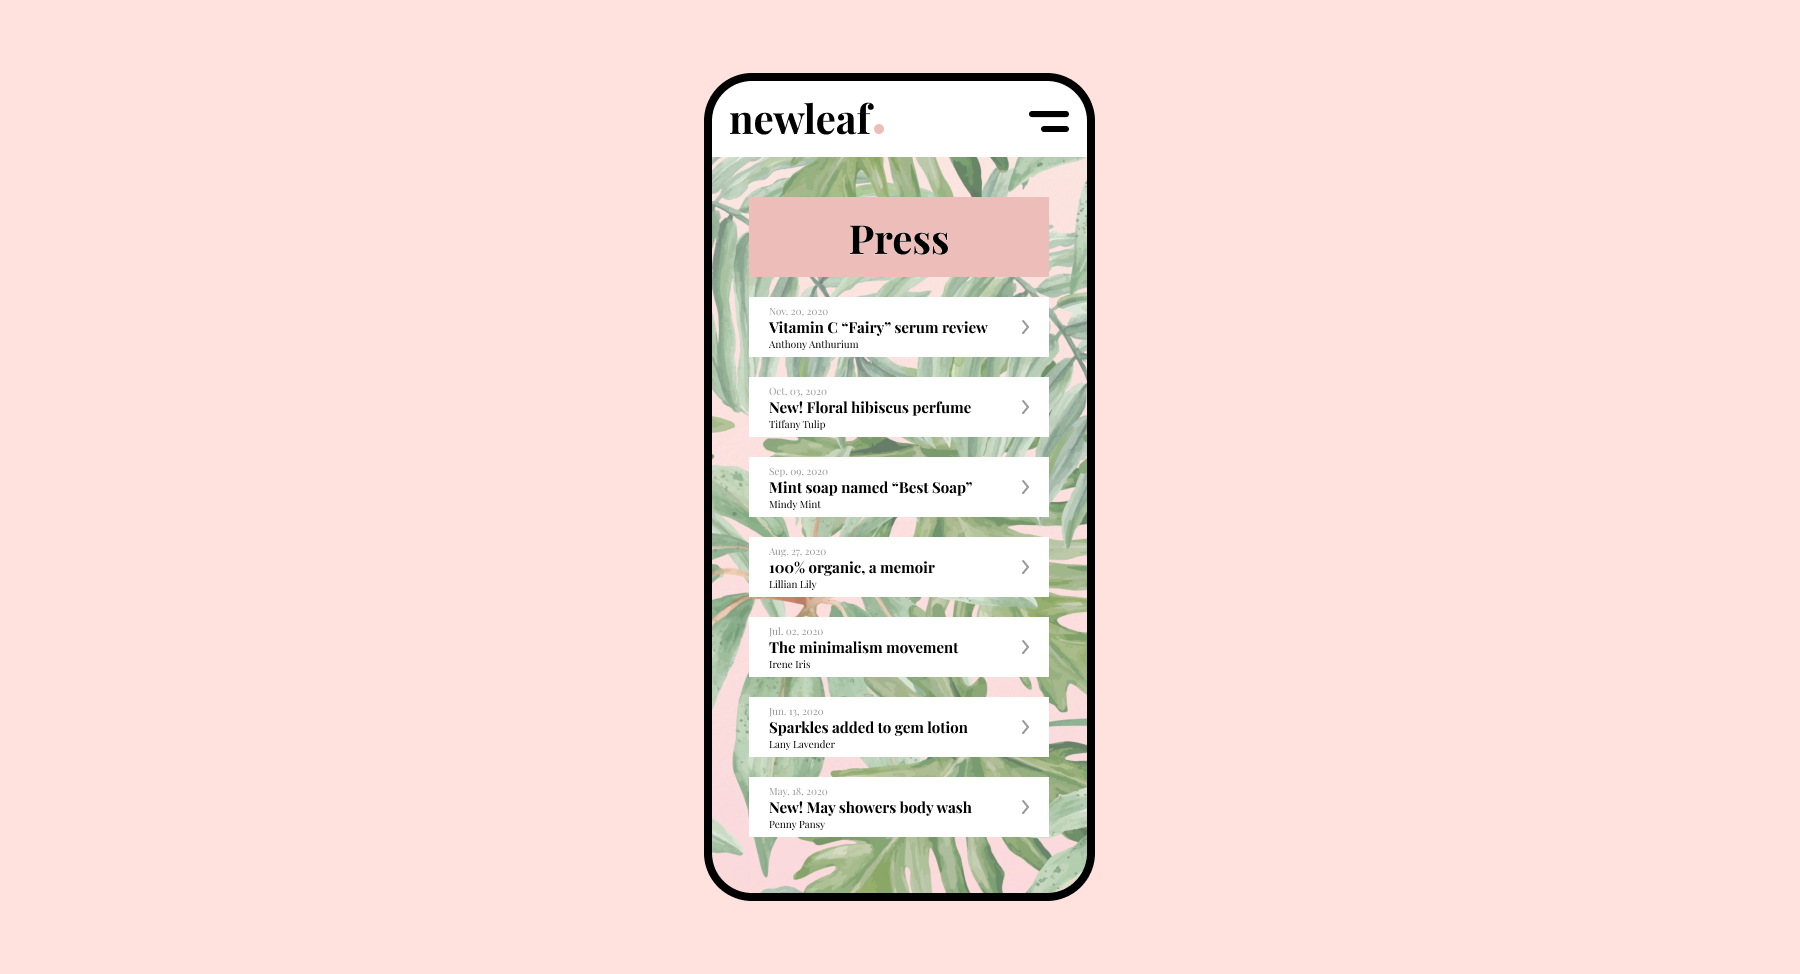 newleaf.
Press
Nov. 20, 2020
Vitamin C “Fairy” serum review
Anthony Anthurium
Oct. 03, 2020
New! Floral hibiscus perfume
Tiffany Tulip
Sep. 09, 2020
Mint soap named “Best Soap”
Mindy Mint
Aug. 27, 2020
100% organic, a memoir
Lillian Lily
Jul. 02, 2020
The minimalism movement
Irene Iris
Jun. 13, 2020
Sparkles added to gem lotion
Lany Lavender
May. 18, 2020
New! May showers body wash
Penny Pansy